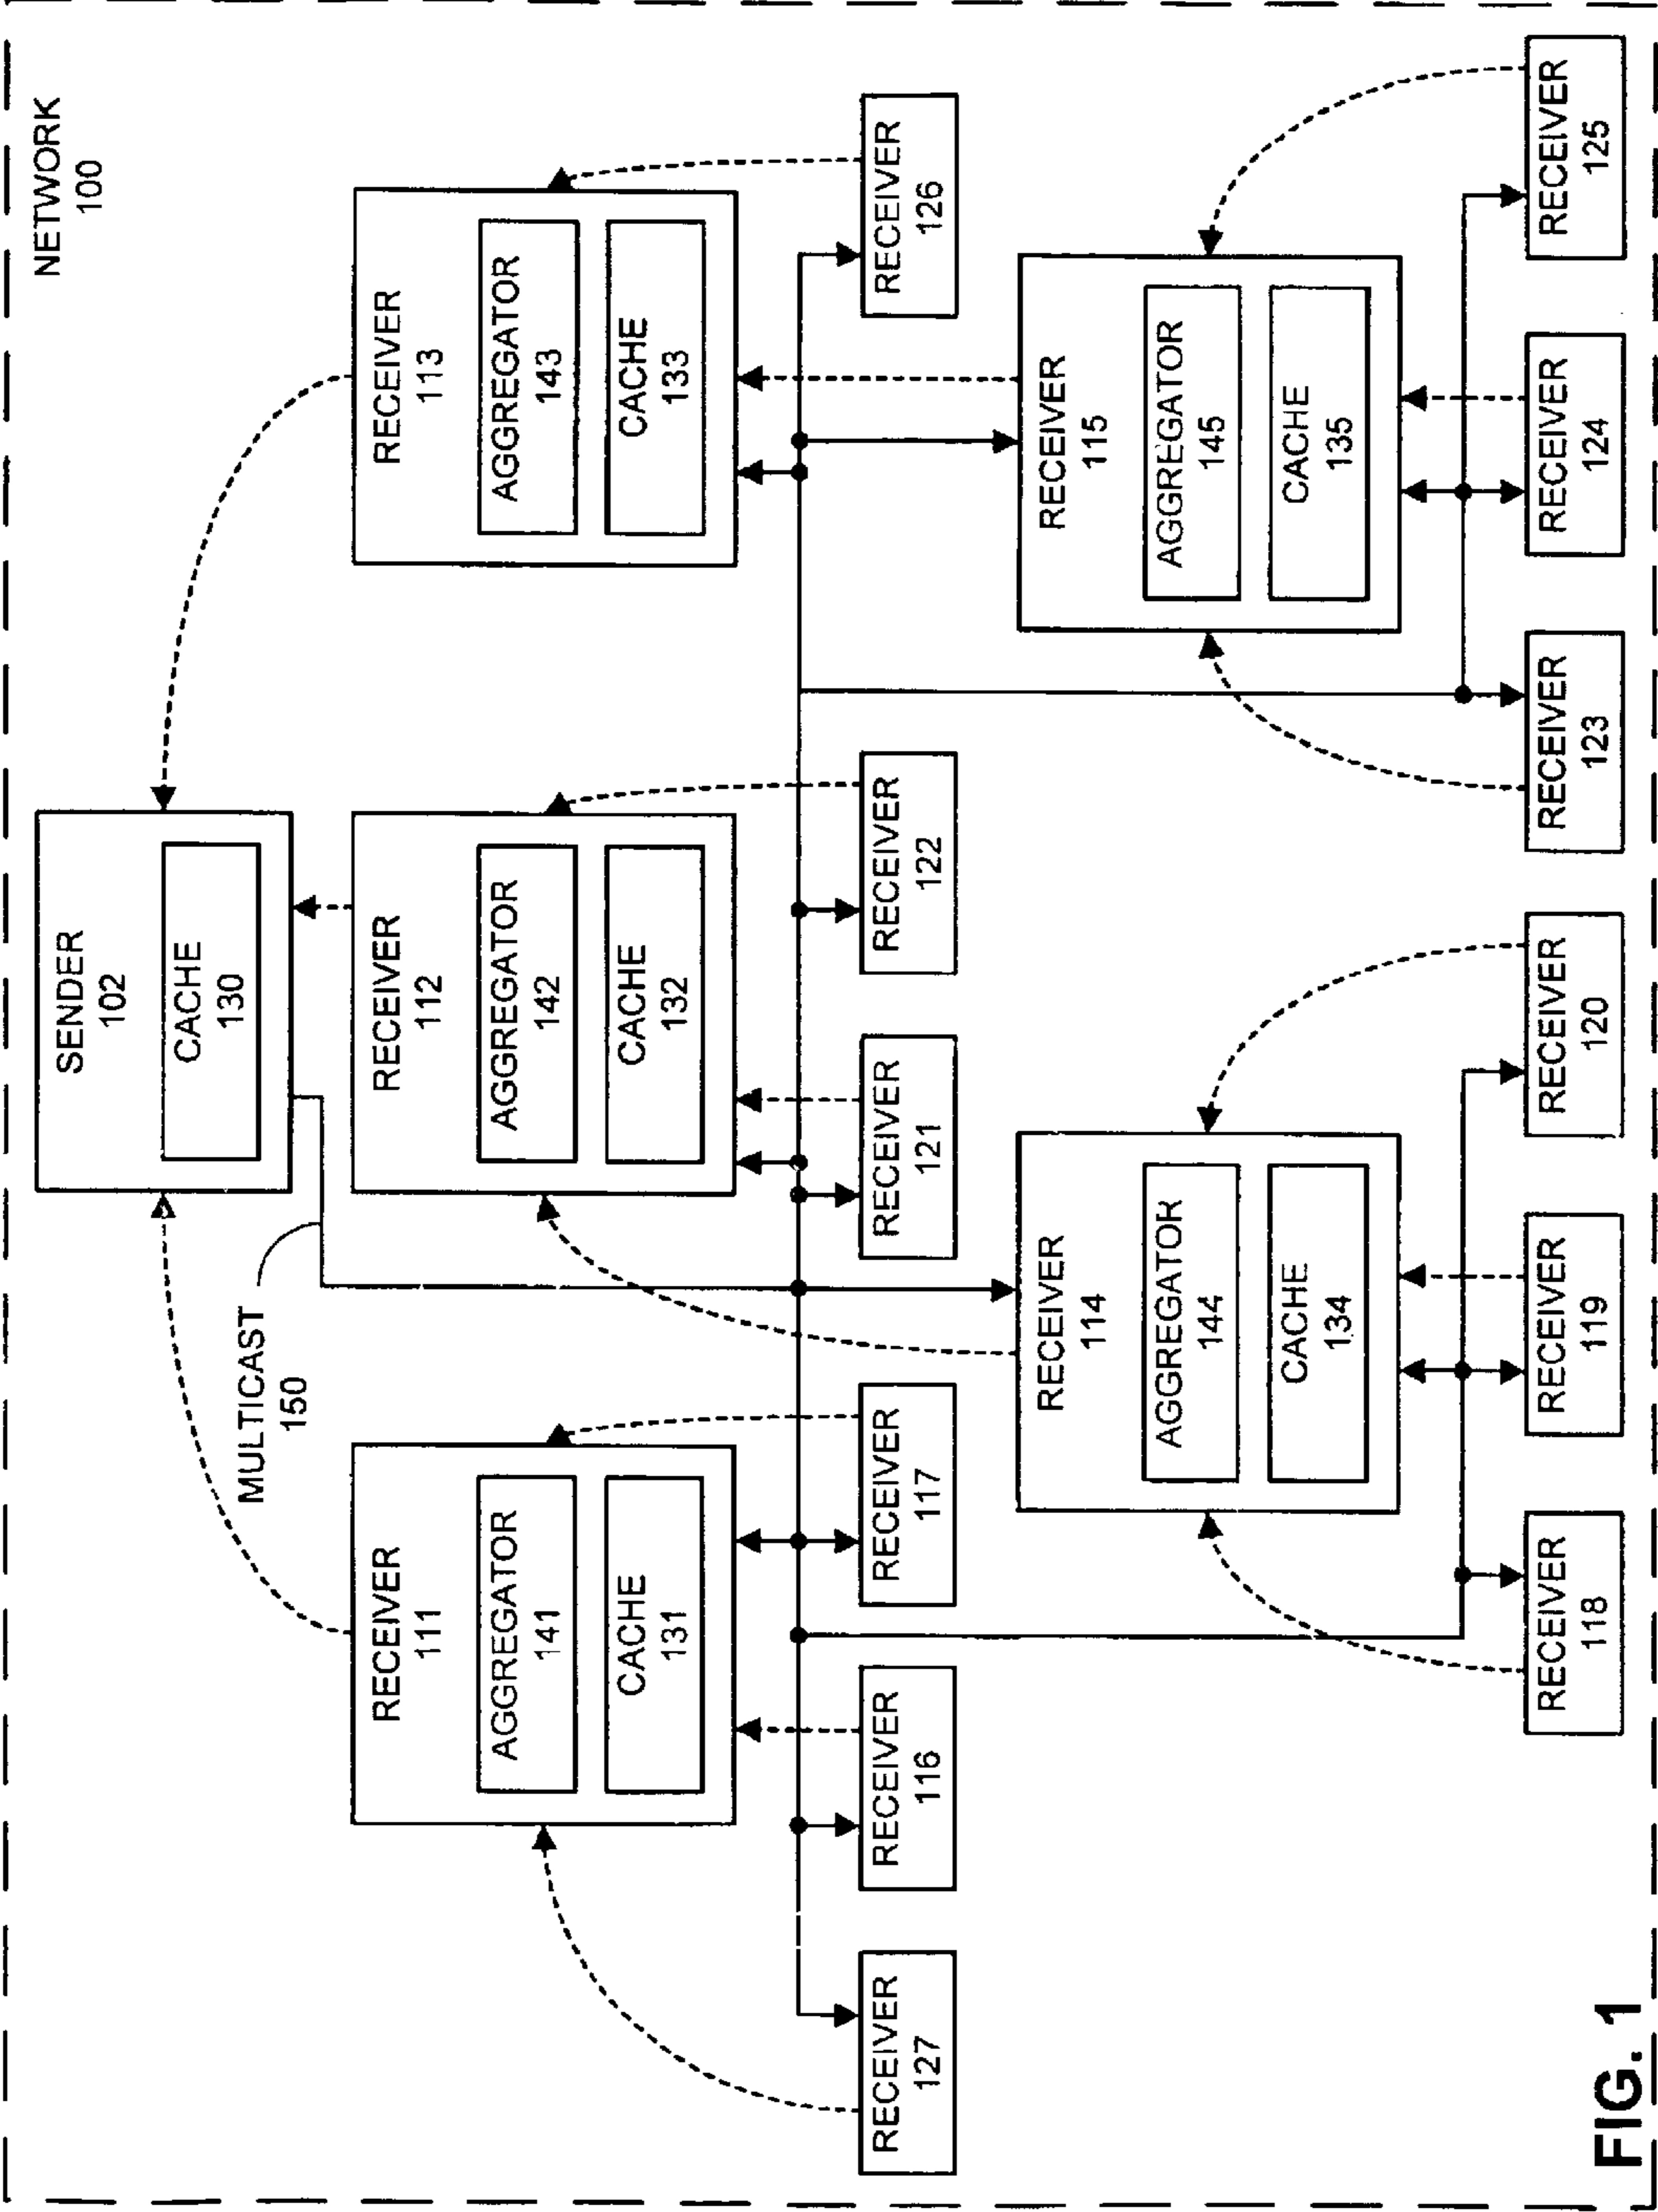 NETWORK
100
SENDER
102
CACHE
130
MULTICAST
150
RECEIVER
111
AGGREGATOR
141
CACHE
131
RECEIVER
112
AGGREGATOR
142
CACHE
132
RECEIVER
113
AGGREGATOR
143
CACHE
133
RECEIVER
127
RECEIVER
116
RECEIVER
117
RECEIVER
121
RECEIVER
122
RECEIVER
126
RECEIVER
114
AGGREGATOR
144
CACHE
134
RECEIVER
115
AGGREGATOR
145
CACHE
135
RECEIVER
118
RECEIVER
119
RECEIVER
120
RECEIVER
123
RECEIVER
124
RECEIVER
125
FIG. 1